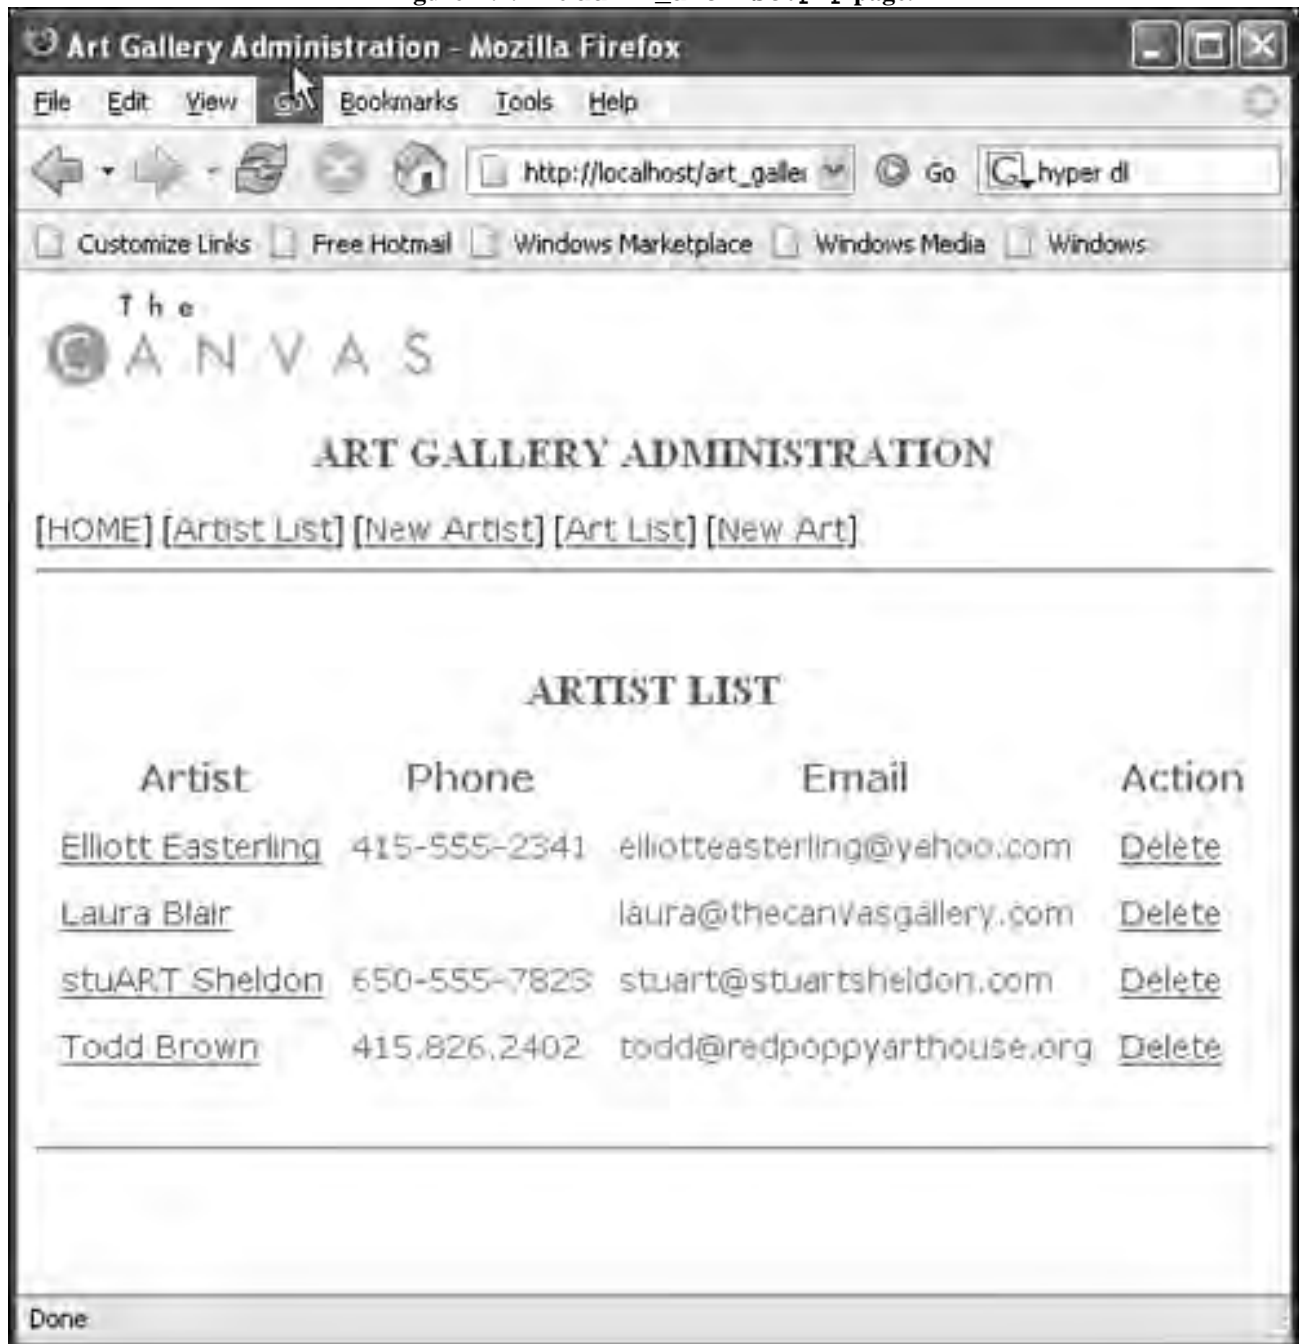 Art Gallery Administration - Mozilla Firefox
File Edit View Go Bookmarks Tools Help
http://localhost/art_galler Go G hyper dl
Customize Links Free Hotmail Windows Marketplace Windows Media Windows
The
CANVAS
ART GALLERY ADMINISTRATION
[HOME] [Artist List] [New Artist] [Art List] [New Art]
ARTIST LIST
Artist Phone Email Action
Elliott Easterling 415-555-2341 elliotteasterling@yahoo.com Delete
Laura Blair laura@thecanvasgallery.com Delete
stuART Sheldon 650-555-7823 stuart@stuartsheldon.com Delete
Todd Brown 415.826.2402 todd@redpoppyarthouse.org Delete
Done